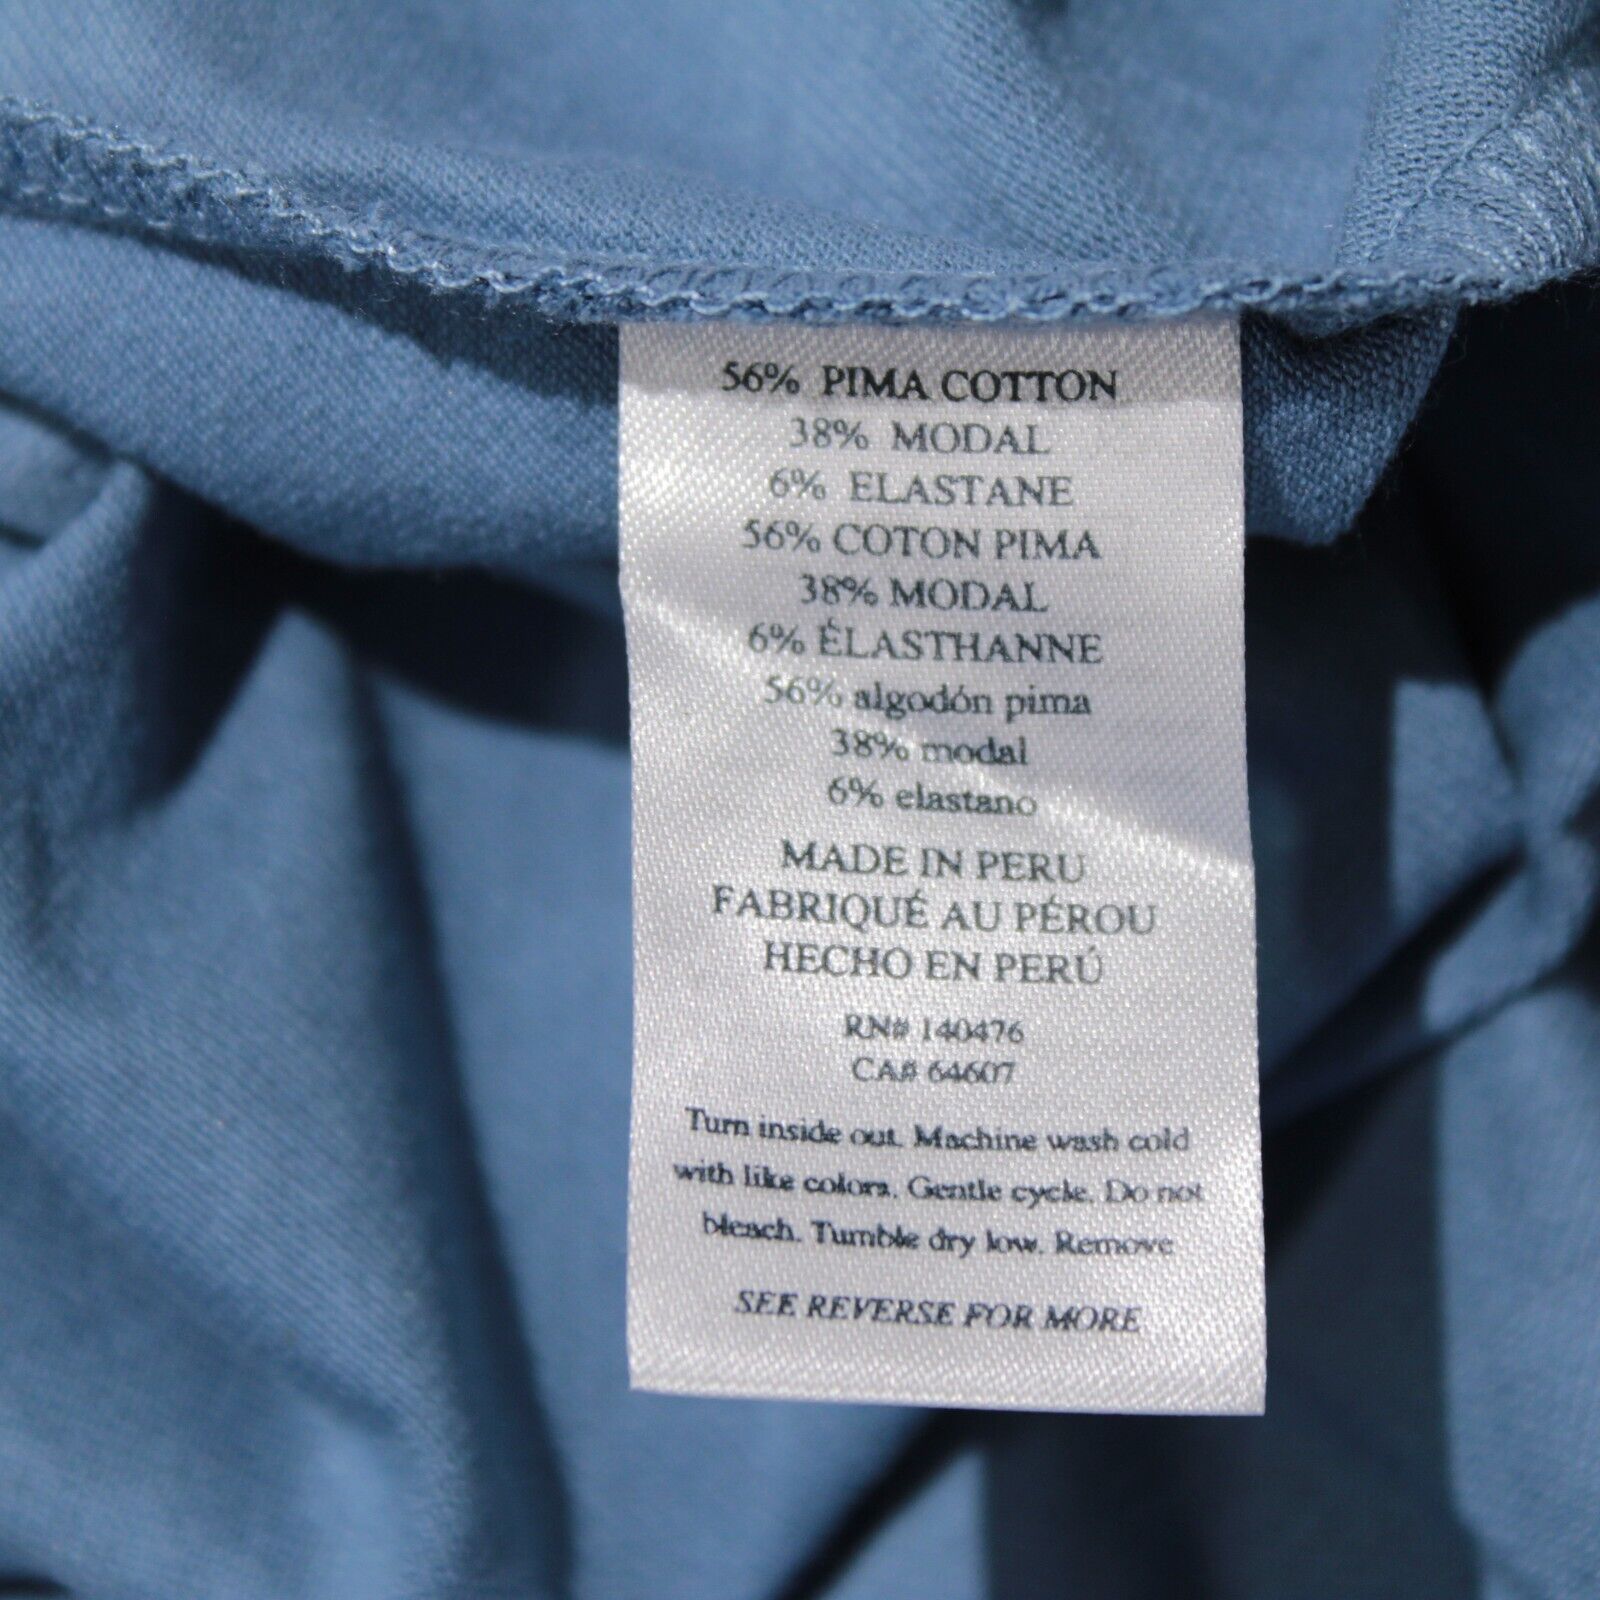 56% PIMA COTTON
38% MODAL
6% ELASTANE
56% COTON PIMA
38% MODAL
6% ÉLASTHANNE
56% algodón pima
38% modal
6% elastano
MADE IN PERU
FABRIQUÉ AU PÉROU
HECHO EN PERÚ
RN# 140476
CA# 64607
Turn inside out. Machine wash cold
with like colors. Gentle cycle. Do not
bleach. Tumble dry low. Remove
SEE REVERSE FOR MORE